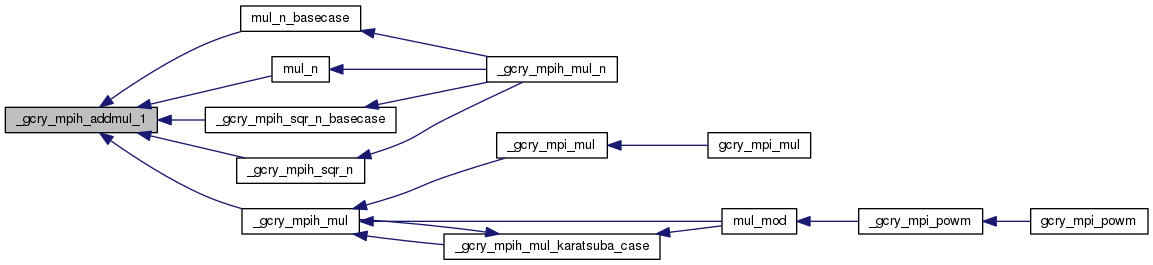 mul_n_basecase
mul_n
_gcry_mpih_mul_n
_gcry_mpih_addmul_1
_gcry_mpih_sqr_n_basecase
_gcry_mpi_mul
gcry_mpi_mul
_gcry_mpih_sqr_n
_gcry_mpih_mul
mul_mod
_gcry_mpi_powm
gcry_mpi_powm
_gcry_mpih_mul_karatsuba_case